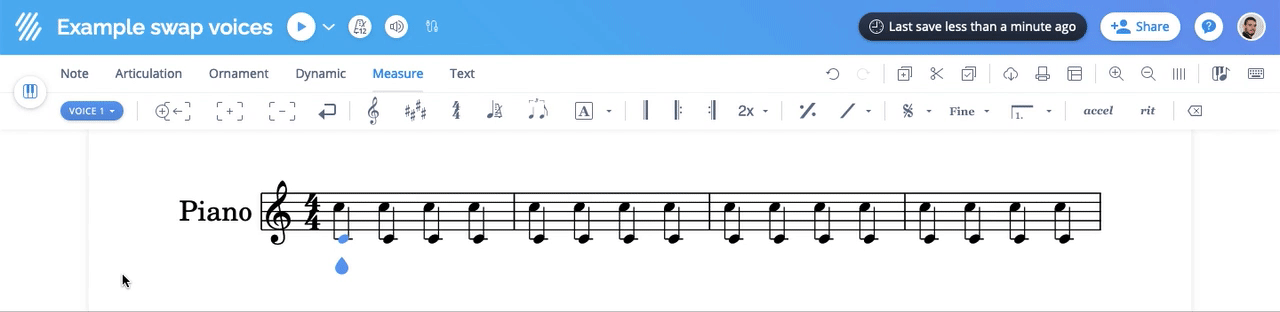 Example swap voices
Last save less than a minute ago
Share
?
Note Articulation Ornament Dynamic Measure Text
VOICE 1
A
2x
Fine
1.
accel
rit
Piano
4
4